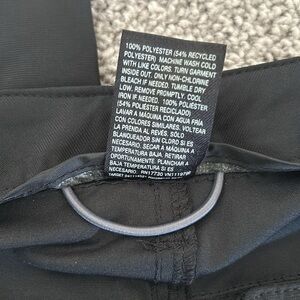 100% POLYESTER (54% RECYCLED
POLYESTER) MACHINE WASH COLD
WITH LIKE COLORS. TURN GARMENT
INSIDE OUT. ONLY NON-CHLORINE
BLEACH IF NEEDED. TUMBLE DRY
LOW. REMOVE PROMPTLY. COOL
IRON IF NEEDED. 100% POLIÉSTER
(54% POLIÉSTER RECICLADO)
LAVAR A MÁQUINA CON AGUA FRÍA
CON COLORES SIMILARES. VOLTEAR
LA PRENDA AL REVÉS. SÓLO
BLANQUEADOR SIN CLORO SI ES
NECESARIO. SECAR A MÁQUINA A
TEMPERATURA BAJA. RETIRAR
OPORTUNAMENTE. PLANCHAR A
BAJA TEMPERATURA SI ES
NECESARIO. RN17730
TARGET